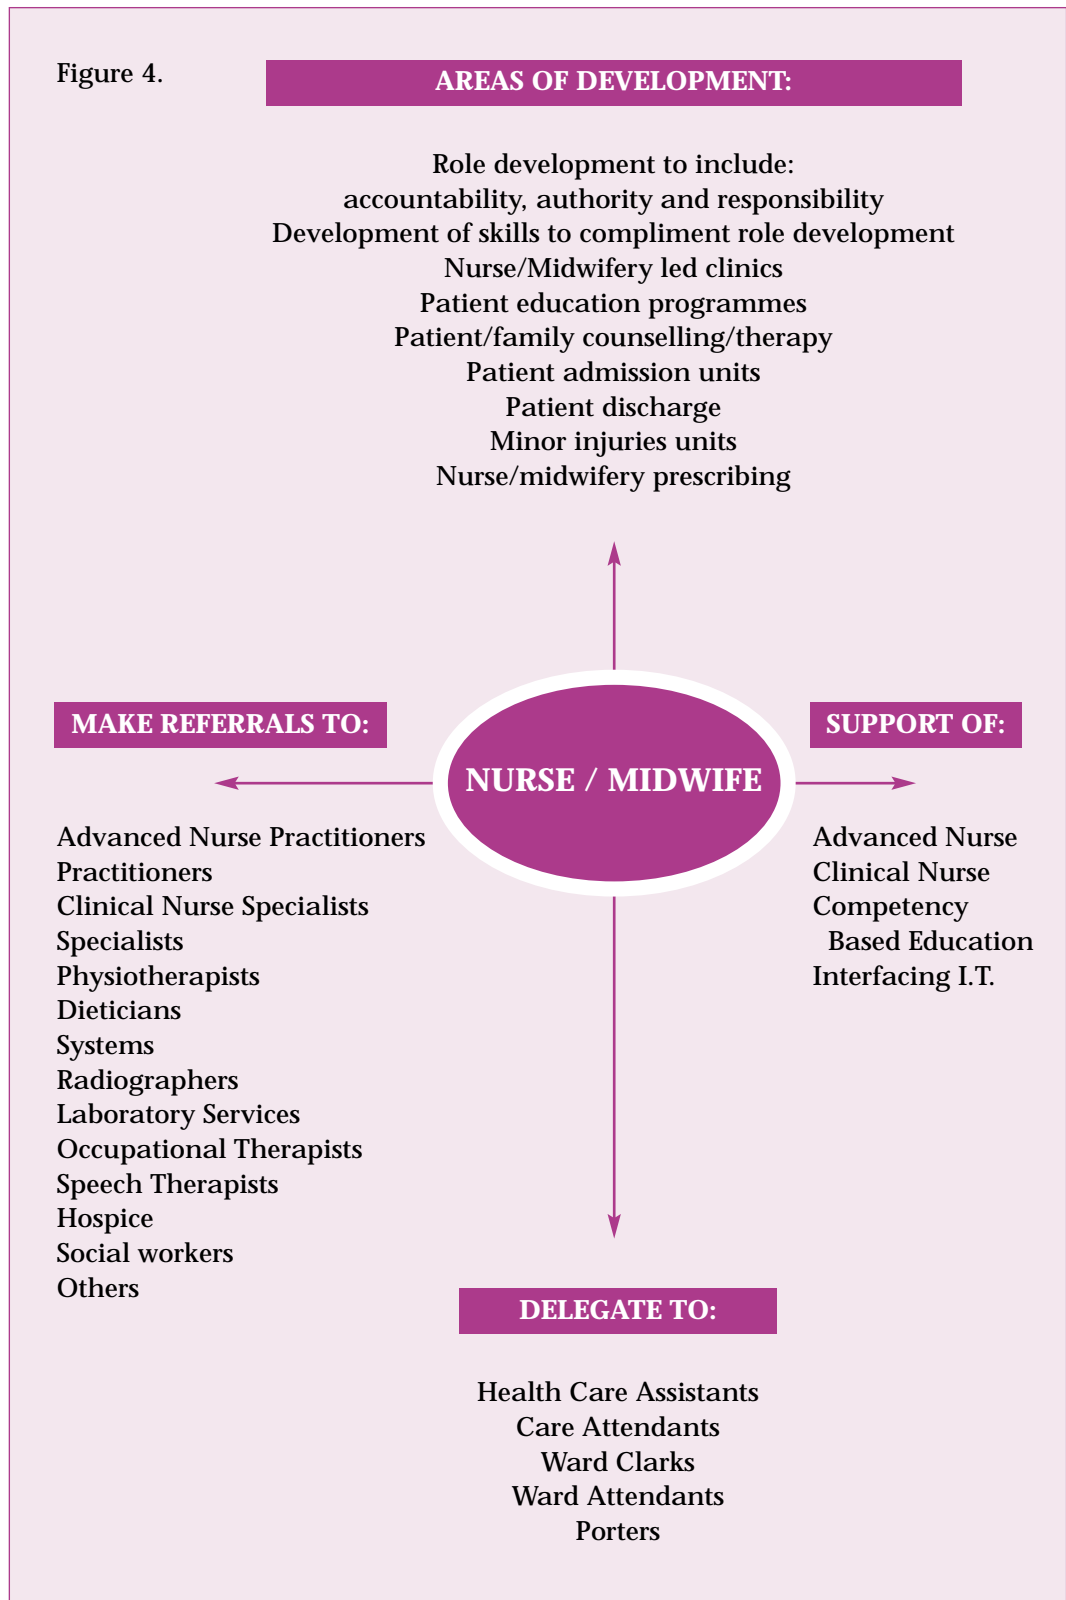 Figure 4.
AREAS OF DEVELOPMENT:
Role development to include:
accountability, authority and responsibility
Development of skills to compliment role development
Nurse/Midwifery led clinics
Patient education programmes
Patient/family counselling/therapy
Patient admission units
Patient discharge
Minor injuries units
Nurse/midwifery prescribing
MAKE REFERRALS TO:
Advanced Nurse Practitioners
Practitioners
Clinical Nurse Specialists
Specialists
Physiotherapists
Dieticians
Systems
Radiographers
Laboratory Services
Occupational Therapists
Speech Therapists
Hospice
Social workers
Others
NURSE / MIDWIFE
SUPPORT OF:
Advanced Nurse
Clinical Nurse
Competency
Based Education
Interfacing I.T.
DELEGATE TO:
Health Care Assistants
Care Attendants
Ward Clarks
Ward Attendants
Porters